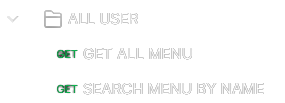 ALL USER
GET GET ALL MENU
GET SEARCH MENU BY NAME